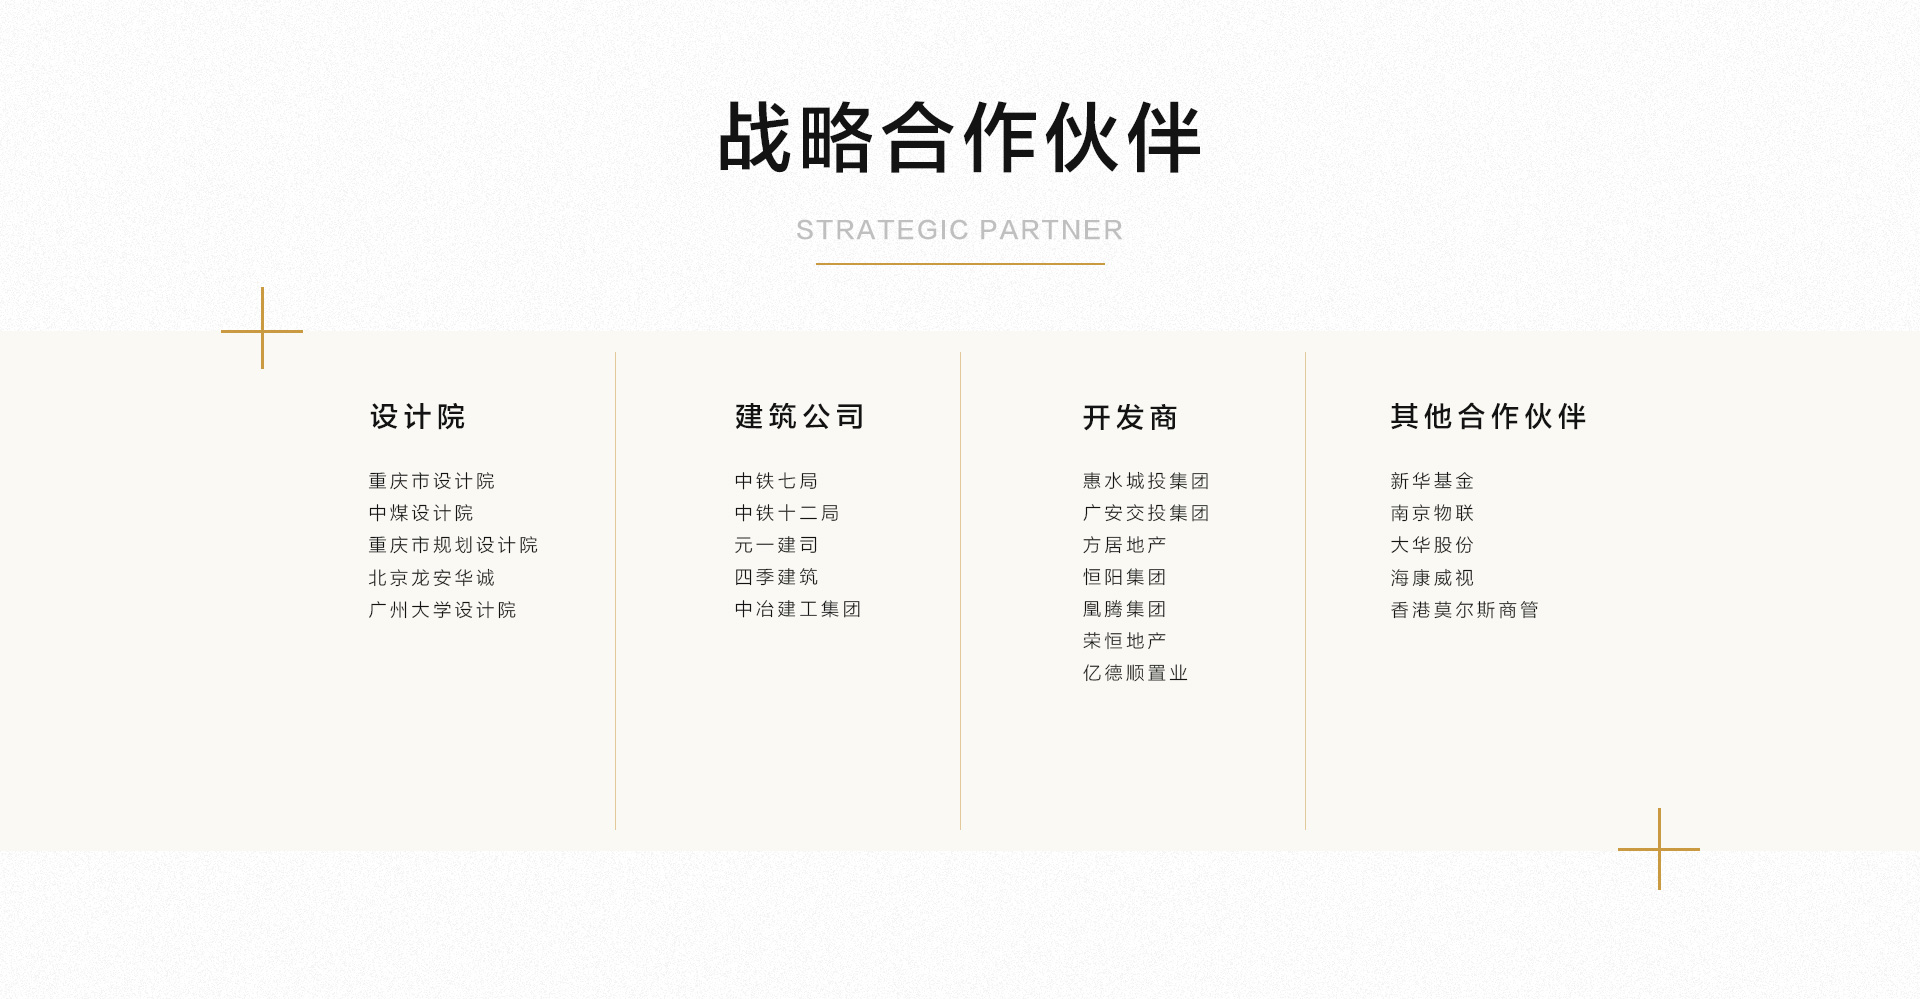 战略合作伙伴
STRATEGIC PARTNER
设计院
重庆市设计院
中煤设计院
重庆市规划设计院
北京龙安华诚
广州大学设计院
建筑公司
中铁七局
中铁十二局
元一建司
四季建筑
中冶建工集团
开发商
惠水城投集团
广安交投集团
方居地产
恒阳集团
凰腾集团
荣恒地产
亿德顺置业
其他合作伙伴
新华基金
南京物联
大华股份
海康威视
香港莫尔斯商管